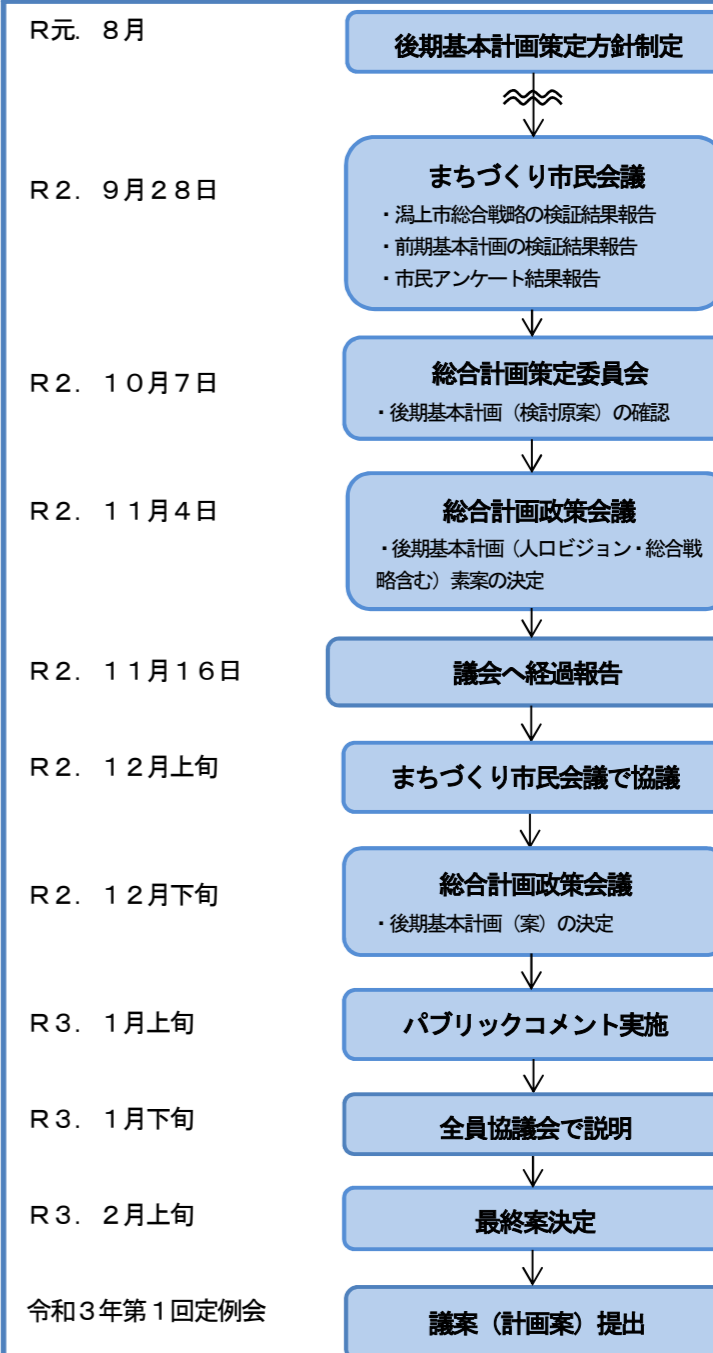 R元. 8月
後期基本計画策定方針制定
R2. 9月28日
まちづくり市民会議
・潟上市総合戦略の検証結果報告
・前期基本計画の検証結果報告
・市民アンケート結果報告
R2. 10月7日
総合計画策定委員会
・後期基本計画（検討原案）の確認
R2. 11月4日
総合計画政策会議
・後期基本計画（人口ビジョン・総合戦
略含む）素案の決定
R2. 11月16日
議会へ経過報告
R2. 12月上旬
まちづくり市民会議で協議
R2. 12月下旬
総合計画政策会議
・後期基本計画（案）の決定
R3. 1月上旬
パブリックコメント実施
R3. 1月下旬
全員協議会で説明
R3. 2月上旬
最終案決定
令和3年第1回定例会
議案（計画案）提出